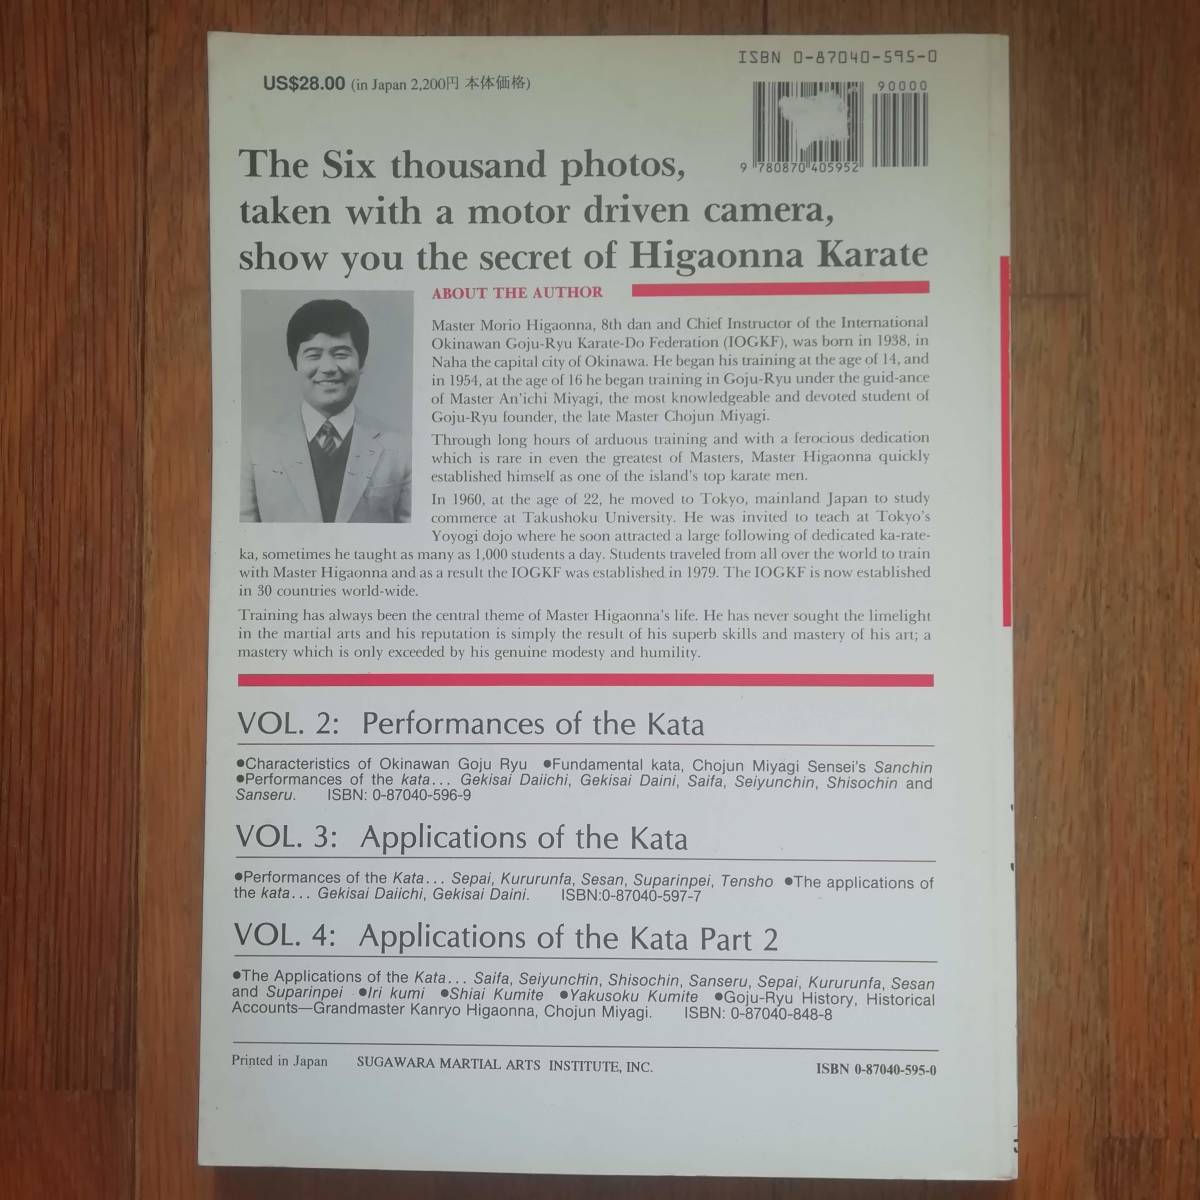 ISBN 0-87040-595-0
US$28.00 (in Japan 2,200円 本体価格)
90000
9 780870 405952
The Six thousand photos,
taken with a motor driven camera,
show you the secret of Higaonna Karate
ABOUT THE AUTHOR
Master Morio Higaonna, 8th dan and Chief Instructor of the International
Okinawan Goju-Ryu Karate-Do Federation (IOGKF), was born in 1938, in
Naha the capital city of Okinawa. He began his training at the age of 14, and
in 1954, at the age of 16 he began training in Goju-Ryu under the guid-ance
of Master An'ichi Miyagi, the most knowledgeable and devoted student of
Goju-Ryu founder, the late Master Chojun Miyagi.
Through long hours of arduous training and with a ferocious dedication
which is rare in even the greatest of Masters, Master Higaonna quickly
established himself as one of the island's top karate men.
In 1960, at the age of 22, he moved to Tokyo, mainland Japan to study
commerce at Takushoku University. He was invited to teach at Tokyo's
Yoyogi dojo where he soon attracted a large following of dedicated ka-rate-
ka, sometimes he taught as many as 1,000 students a day. Students traveled from all over the world to train
with Master Higaonna and as a result the IOGKF was established in 1979. The IOGKF is now established
in 30 countries world-wide.
Training has always been the central theme of Master Higaonna's life. He has never sought the limelight
in the martial arts and his reputation is simply the result of his superb skills and mastery of his art; a
mastery which is only exceeded by his genuine modesty and humility.
VOL. 2: Performances of the Kata
●Characteristics of Okinawan Goju Ryu ●Fundamental kata, Chojun Miyagi Sensei's Sanchin
●Performances of the kata... Gekisai Daiichi, Gekisai Daini, Saifa, Seiyunchin, Shisochin and
Sanseru. ISBN: 0-87040-596-9
VOL. 3: Applications of the Kata
●Performances of the Kata... Sepai, Kururunfa, Sesan, Suparinpei, Tensho ●The applications of
the kata... Gekisai Daiichi, Gekisai Daini. ISBN:0-87040-597-7
VOL. 4: Applications of the Kata Part 2
●The Applications of the Kata... Saifa, Seiyunchin, Shisochin, Sanseru, Sepai, Kururunfa, Sesan
and Suparinpei ●Iri kumi ●Shiai Kumite ●Yakusoku Kumite ●Goju-Ryu History, Historical
Accounts—Grandmaster Kanryo Higaonna, Chojun Miyagi. ISBN: 0-87040-848-8
Printed in Japan SUGAWARA MARTIAL ARTS INSTITUTE, INC. ISBN 0-87040-595-0